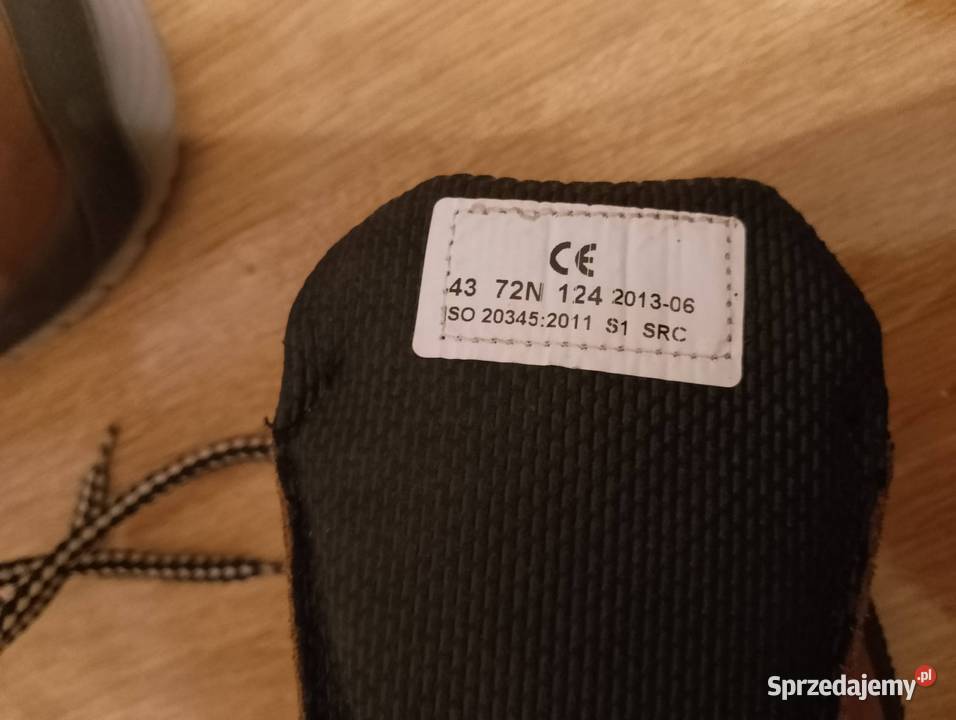 CE
43 72N 124 2013-06
ISO 20345:2011 S1 SRC
Sprzedajemy.pl